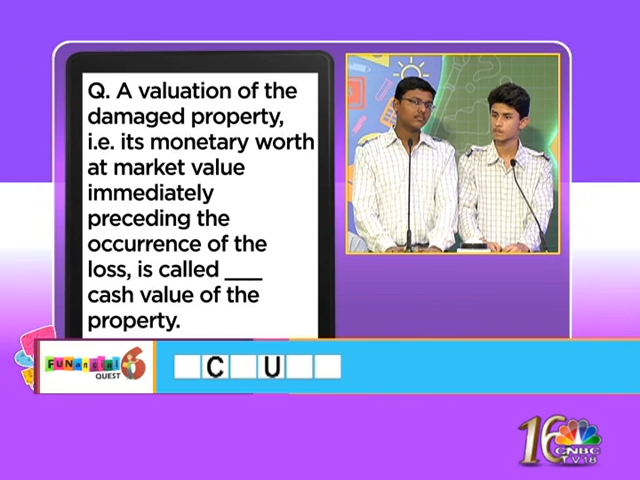 Q. A valuation of the
damaged property,
i.e. its monetary worth
at market value
immediately
preceding the
occurrence of the
loss, is called ___
cash value of the
property.
FUNancial 6
QUEST
C U
16 CNBC
TV18